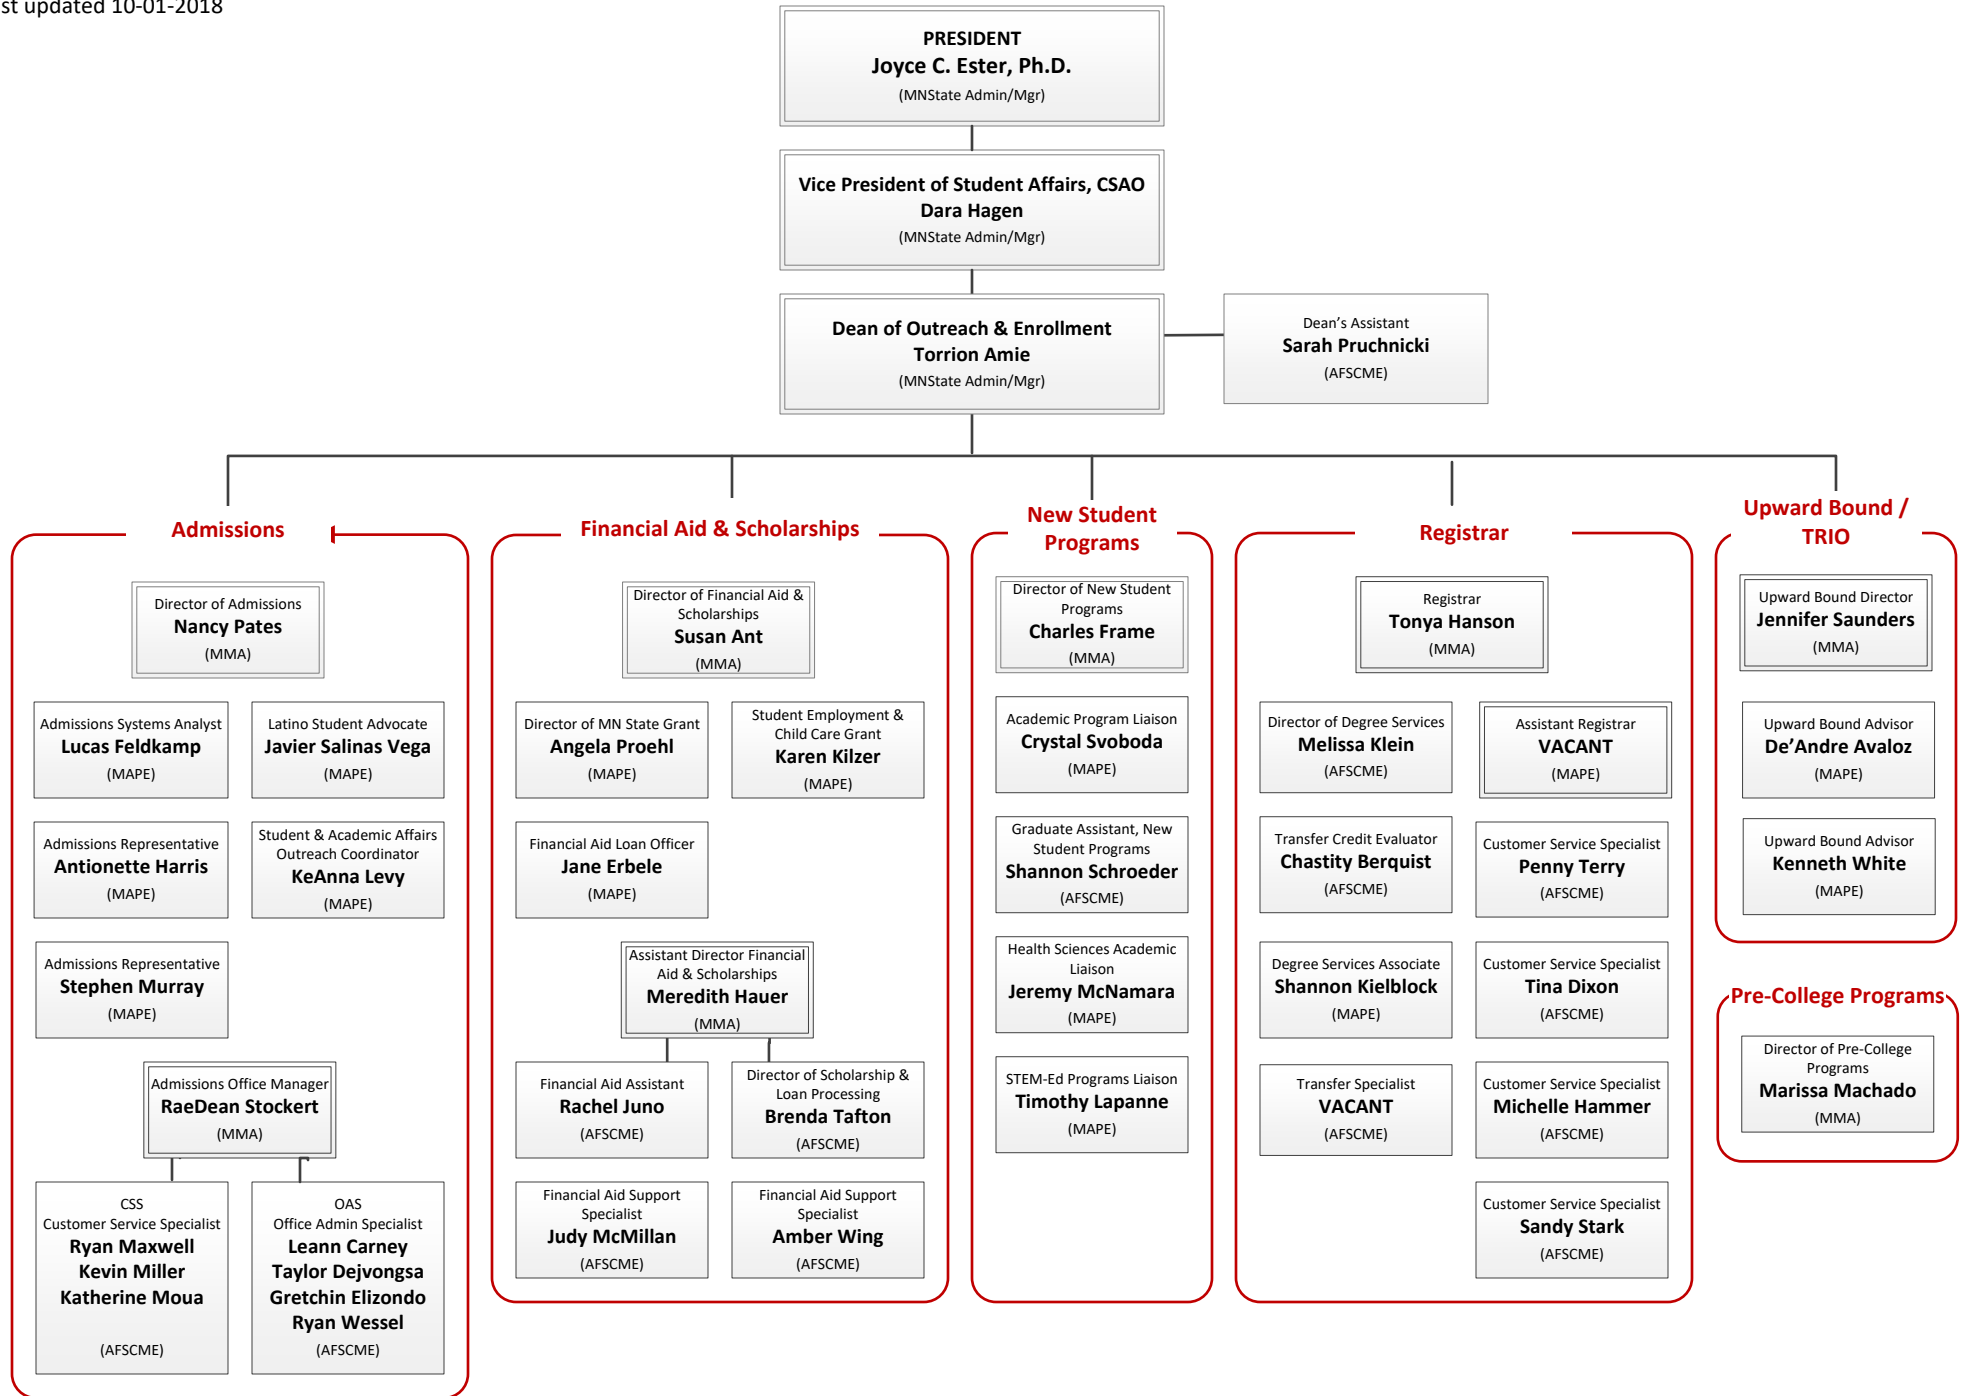 st updated 10-01-2018
PRESIDENT
Joyce C. Ester, Ph.D.
(MNState Admin/Mgr)
Vice President of Student Affairs, CSAO
Dara Hagen
(MNState Admin/Mgr)
Dean of Outreach & Enrollment
Torrion Amie
(MNState Admin/Mgr)
Dean’s Assistant
Sarah Pruchnicki
(AFSCME)
Admissions
Director of Admissions
Nancy Pates
(MMA)
Admissions Systems Analyst
Lucas Feldkamp
(MAPE)
Latino Student Advocate
Javier Salinas Vega
(MAPE)
Admissions Representative
Antionette Harris
(MAPE)
Student & Academic Affairs
Outreach Coordinator
KeAnna Levy
(MAPE)
Admissions Representative
Stephen Murray
(MAPE)
Admissions Office Manager
RaeDean Stockert
(MMA)
CSS
Customer Service Specialist
Ryan Maxwell
Kevin Miller
Katherine Moua
(AFSCME)
OAS
Office Admin Specialist
Leann Carney
Taylor Dejvongsa
Gretchin Elizondo
Ryan Wessel
(AFSCME)
Financial Aid & Scholarships
Director of Financial Aid &
Scholarships
Susan Ant
(MMA)
Director of MN State Grant
Angela Proehl
(MAPE)
Student Employment &
Child Care Grant
Karen Kilzer
(MAPE)
Financial Aid Loan Officer
Jane Erbele
(MAPE)
Assistant Director Financial
Aid & Scholarships
Meredith Hauer
(MMA)
Financial Aid Assistant
Rachel Juno
(AFSCME)
Director of Scholarship &
Loan Processing
Brenda Tafton
(AFSCME)
Financial Aid Support
Specialist
Judy McMillan
(AFSCME)
Financial Aid Support
Specialist
Amber Wing
(AFSCME)
New Student
Programs
Director of New Student
Programs
Charles Frame
(MMA)
Academic Program Liaison
Crystal Svoboda
(MAPE)
Graduate Assistant, New
Student Programs
Shannon Schroeder
(AFSCME)
Health Sciences Academic
Liaison
Jeremy McNamara
(MAPE)
STEM-Ed Programs Liaison
Timothy Lapanne
(MAPE)
Registrar
Registrar
Tonya Hanson
(MMA)
Director of Degree Services
Melissa Klein
(AFSCME)
Assistant Registrar
VACANT
(MAPE)
Transfer Credit Evaluator
Chastity Berquist
(AFSCME)
Customer Service Specialist
Penny Terry
(AFSCME)
Degree Services Associate
Shannon Kielblock
(MAPE)
Customer Service Specialist
Tina Dixon
(AFSCME)
Transfer Specialist
VACANT
(AFSCME)
Customer Service Specialist
Michelle Hammer
(AFSCME)
Customer Service Specialist
Sandy Stark
(AFSCME)
Upward Bound /
TRIO
Upward Bound Director
Jennifer Saunders
(MMA)
Upward Bound Advisor
De’Andre Avaloz
(MAPE)
Upward Bound Advisor
Kenneth White
(MAPE)
Pre-College Programs
Director of Pre-College
Programs
Marissa Machado
(MMA)